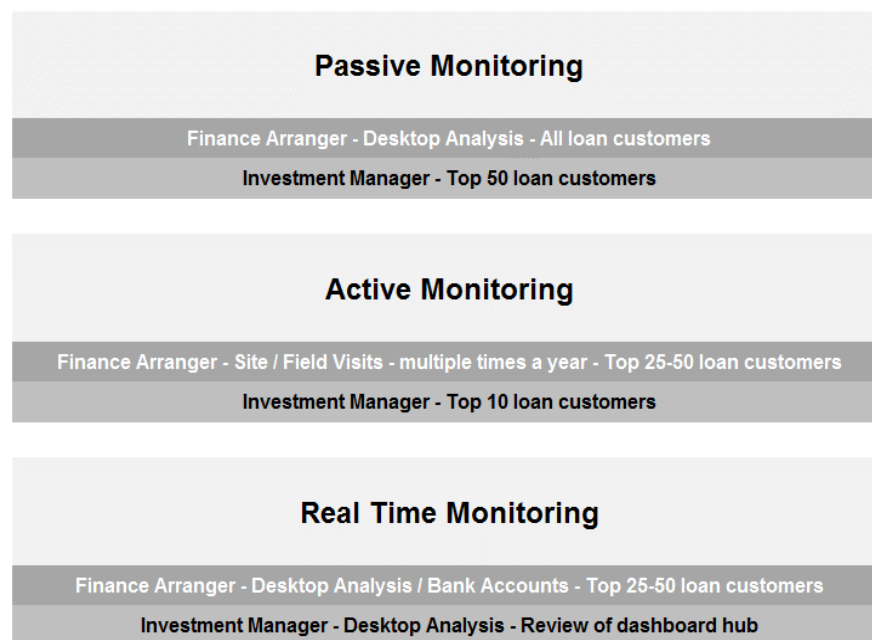 Passive Monitoring
Finance Arranger - Desktop Analysis - All loan customers
Investment Manager - Top 50 loan customers
Active Monitoring
Finance Arranger - Site / Field Visits - multiple times a year - Top 25-50 loan customers
Investment Manager - Top 10 loan customers
Real Time Monitoring
Finance Arranger - Desktop Analysis / Bank Accounts - Top 25-50 loan customers
Investment Manager - Desktop Analysis - Review of dashboard hub